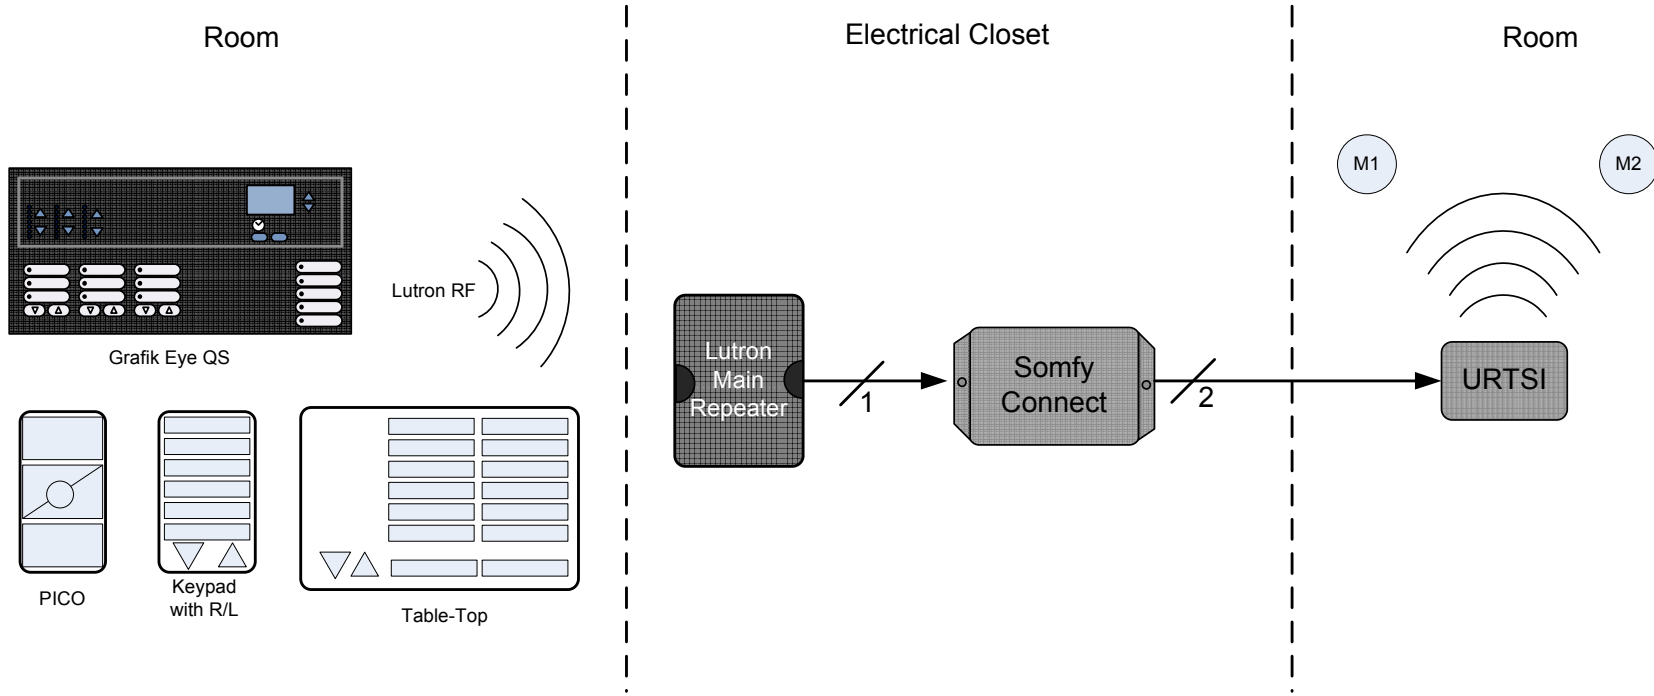 Room
Electrical Closet
Room
M1
M2
Lutron RF
Grafik Eye QS
Lutron
Main
Repeater
1
Somfy
Connect
2
URTSI
PICO
Keypad
with R/L
Table-Top